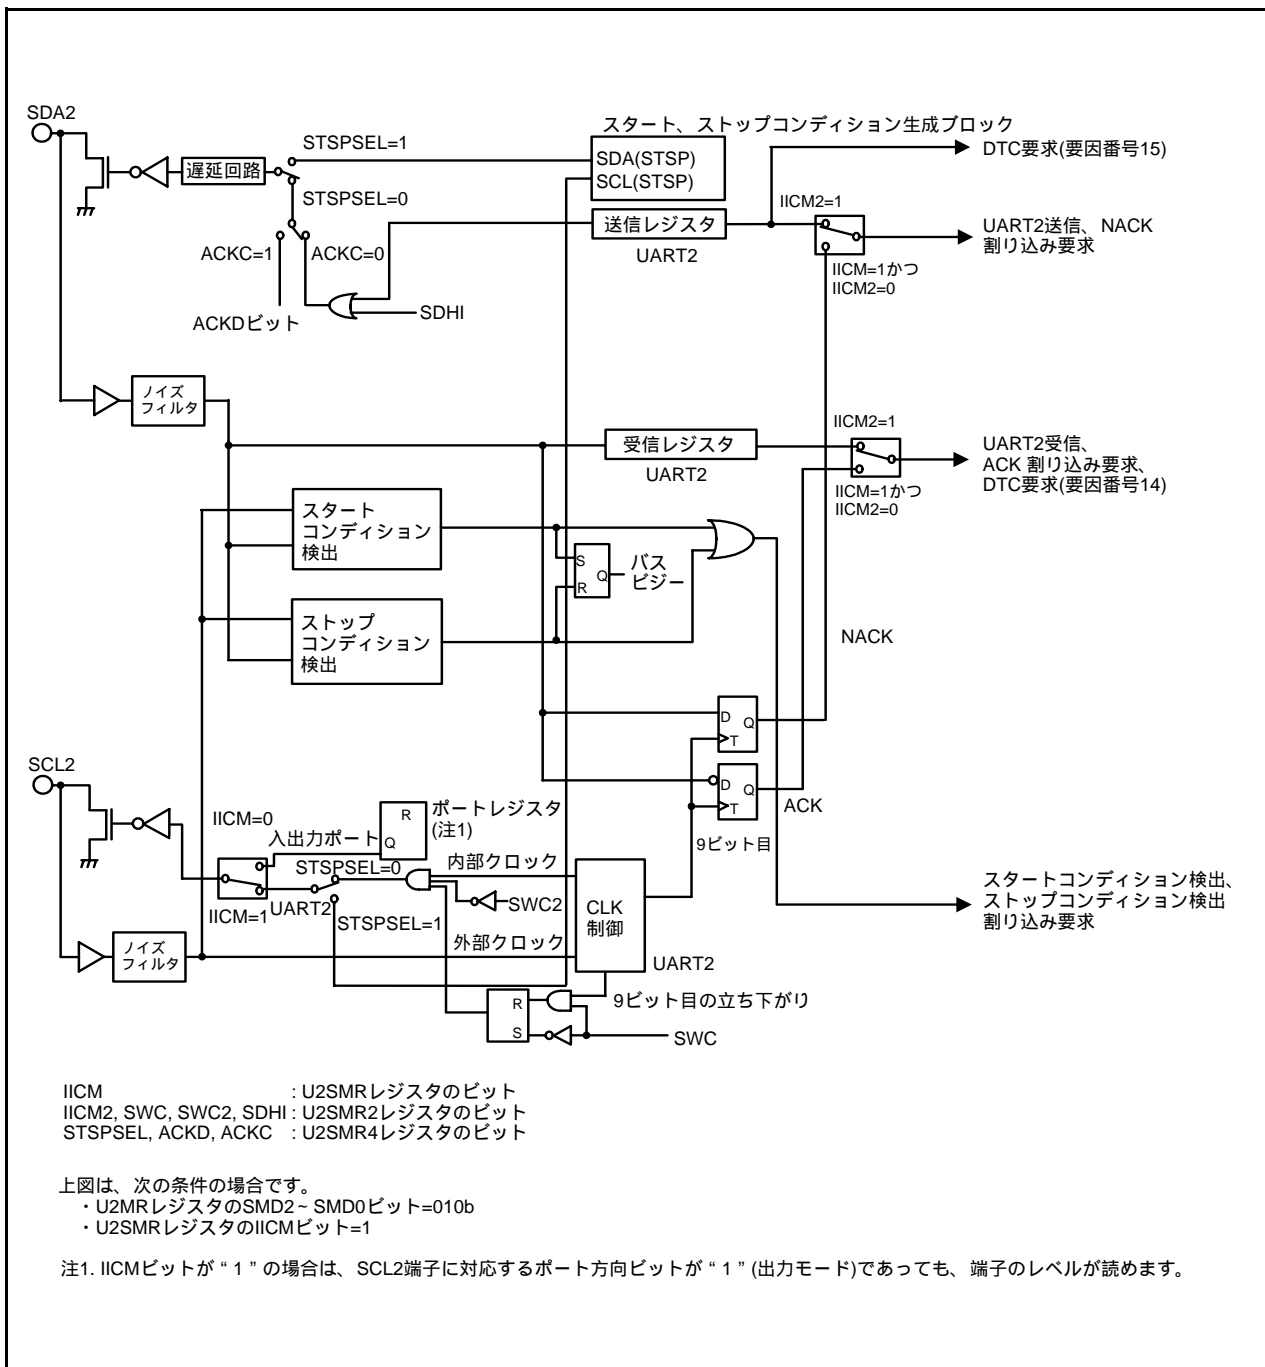 SDA2
スタート、ストップコンディション生成ブロック
STSPSEL=1
SDA(STSP)
SCL(STSP)
DTC要求(要因番号15)
遅延回路
STSPSEL=0
IICM2=1
送信レジスタ
UART2
UART2送信、NACK
割り込み要求
ACKC=1
ACKC=0
IICM=1かつ
IICM2=0
ACKDビット
SDHI
ノイズ
フィルタ
IICM2=1
受信レジスタ
UART2
UART2受信、
ACK 割り込み要求、
DTC要求(要因番号14)
IICM=1かつ
IICM2=0
スタート
コンディション
検出
S
R
Q
バス
ビジー
ストップ
コンディション
検出
NACK
D
Q
T
SCL2
D
Q
T
ACK
9ビット目
IICM=0
入出力ポート
R
Q
ポートレジスタ
(注1)
STSPSEL=0
内部クロック
IICM=1
UART2
SWC2
STSPSEL=1
CLK
制御
外部クロック
UART2
ノイズ
フィルタ
スタートコンディション検出、
ストップコンディション検出
割り込み要求
R
S
9ビット目の立ち下がり
SWC
IICM : U2SMRレジスタのビット
IICM2, SWC, SWC2, SDHI : U2SMR2レジスタのビット
STSPSEL, ACKD, ACKC : U2SMR4レジスタのビット
上図は、次の条件の場合です。
・U2MRレジスタのSMD2~SMD0ビット=010b
・U2SMRレジスタのIICMビット=1
注1. IICMビットが“1”の場合は、SCL2端子に対応するポート方向ビットが“1”(出力モード)であっても、端子のレベルが読めます。